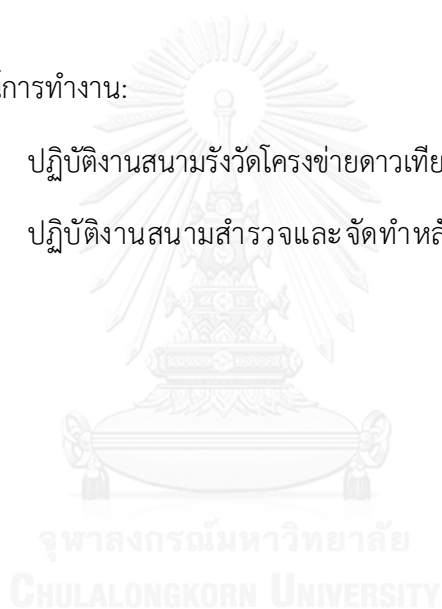 การทำงาน:
ปฏิบัติงานสนามรังวัดโครงข่ายดาวเทีย
ปฏิบัติงานสนามสำรวจและจัดทำหลั
จุฬาลงกรณ์มหาวิทยาลัย
CHULALONGKORN UNIVERSITY